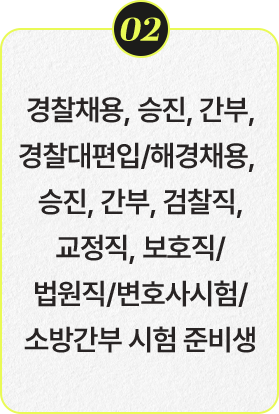 02
경찰채용, 승진, 간부,
경찰대편입/해경채용,
승진, 간부, 검찰직,
교정직, 보호직/
법원직/변호사시험/
소방간부 시험 준비생